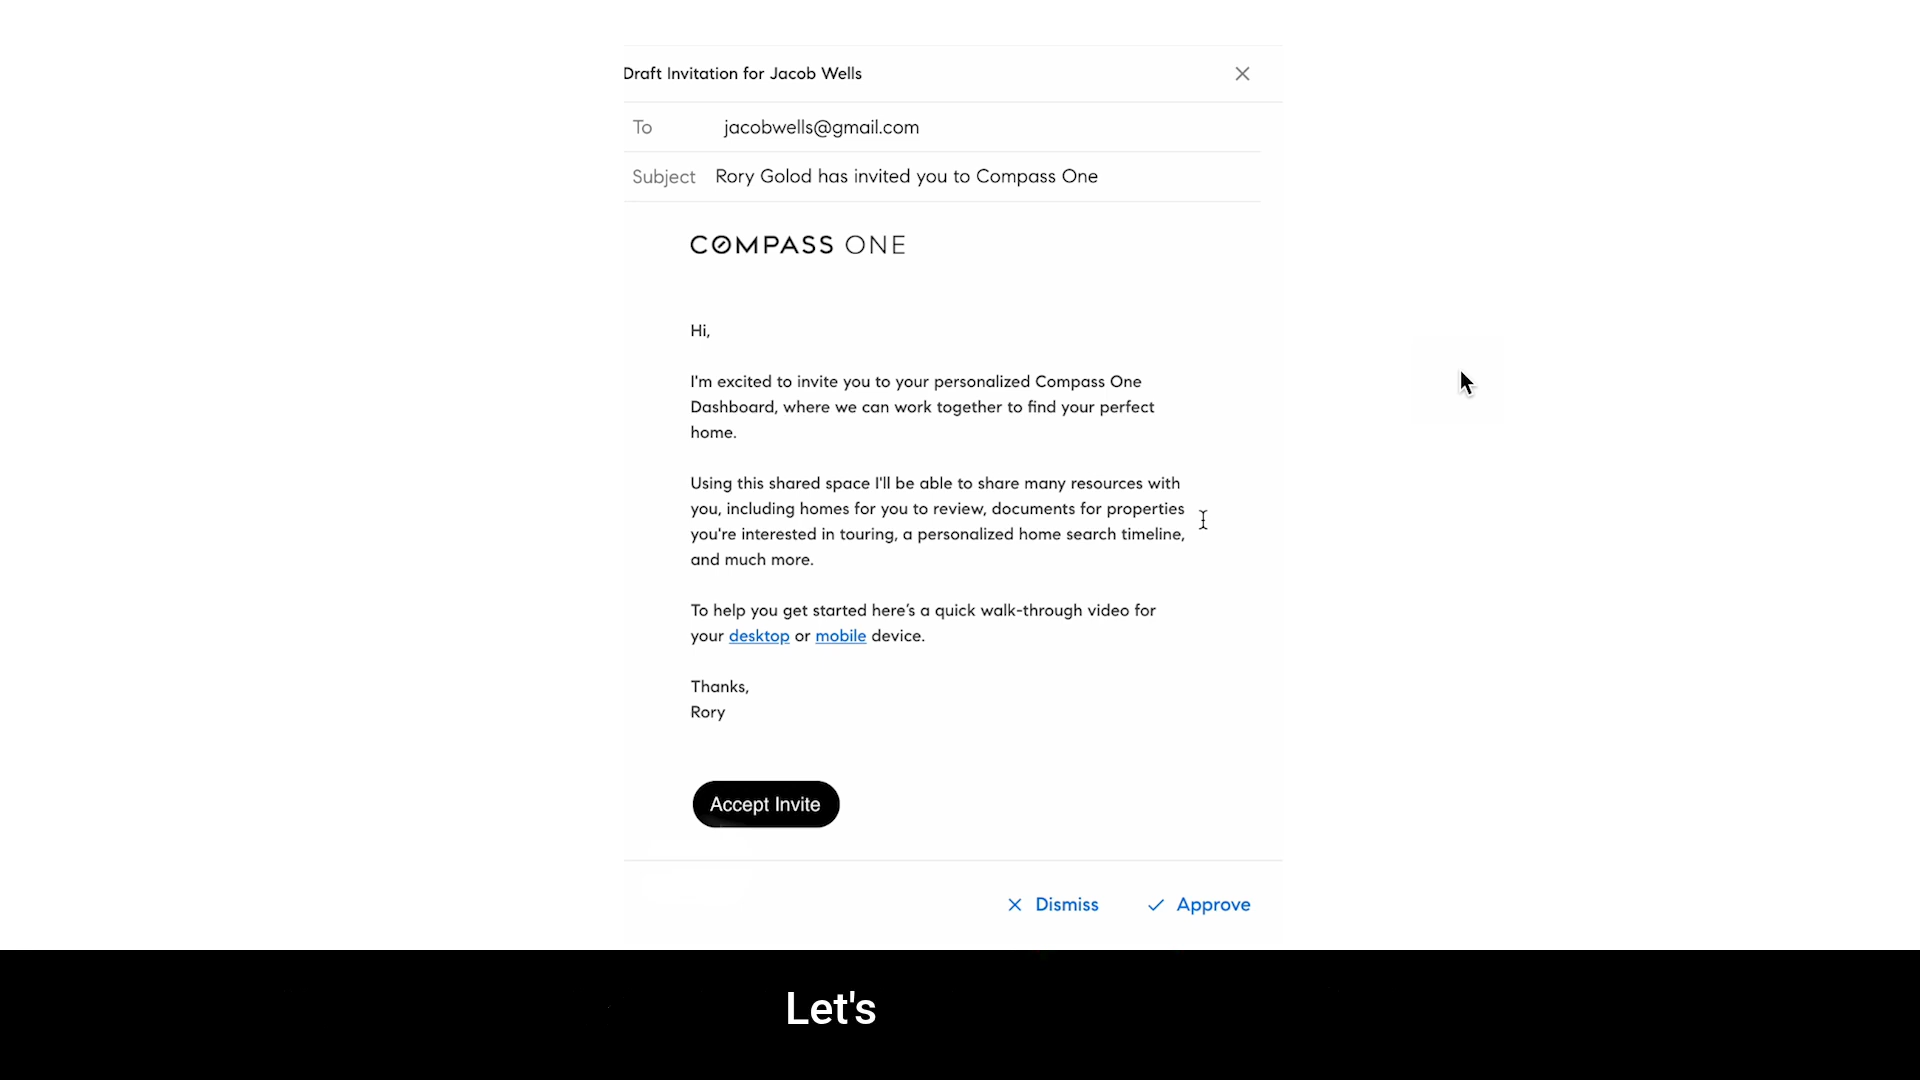 Draft Invitation for Jacob Wells
To jacobwells@gmail.com
Subject Rory Golod has invited you to Compass One
COMPASS ONE
Hi,
I'm excited to invite you to your personalized Compass One
Dashboard, where we can work together to find your perfect
home.
Using this shared space I'll be able to share many resources with
you, including homes for you to review, documents for properties
you're interested in touring, a personalized home search timeline,
and much more.
To help you get started here's a quick walk-through video for
your desktop or mobile device.
Thanks,
Rory
Accept Invite
Dismiss Approve
Let's